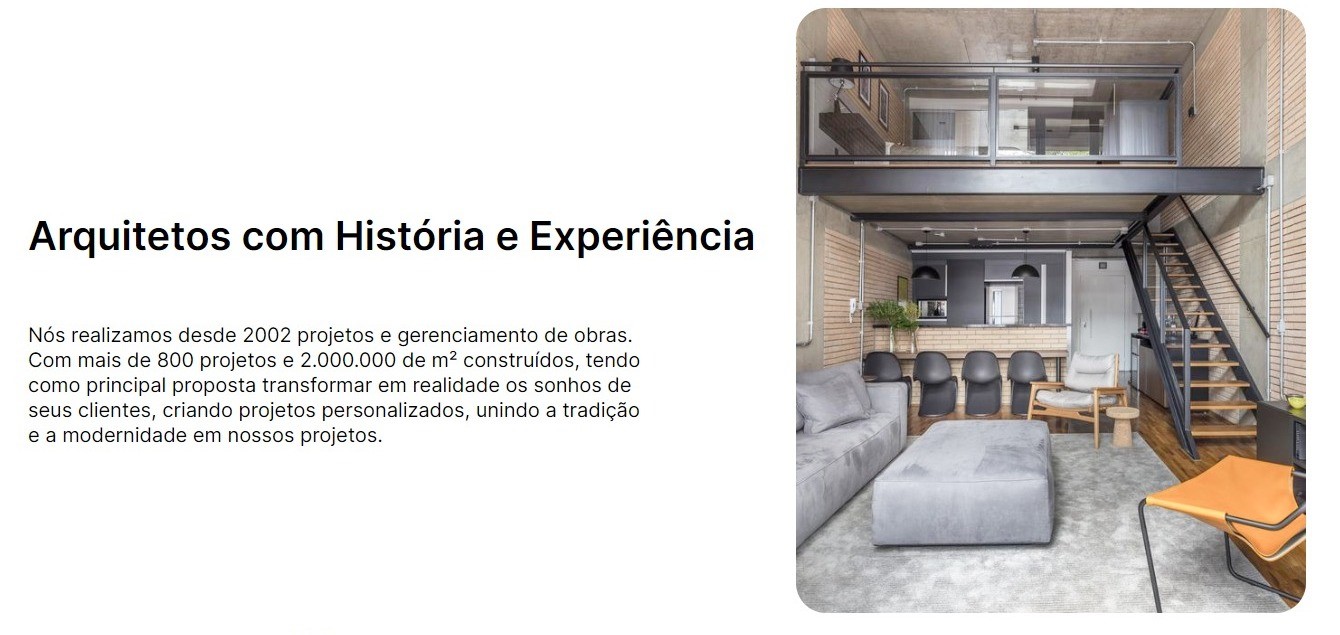 Arquitetos com História e Experiência
Nós realizamos desde 2002 projetos e gerenciamento de obras.
Com mais de 800 projetos e 2.000.000 de m² construídos, tendo
como principal proposta transformar em realidade os sonhos de
seus clientes, criando projetos personalizados, unindo a tradição
e a modernidade em nossos projetos.